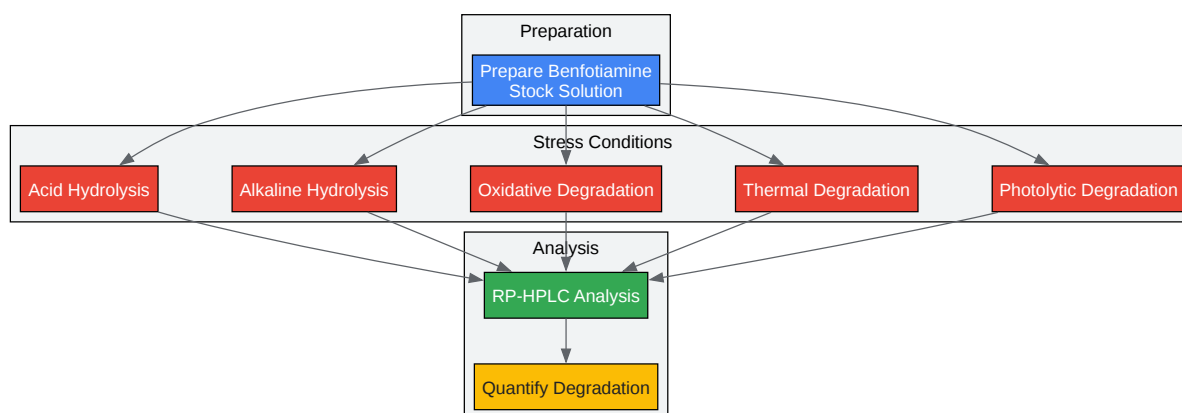 Preparation
Prepare Benfotiamine
Stock Solution
Stress Conditions
Acid Hydrolysis
Alkaline Hydrolysis
Oxidative Degradation
Thermal Degradation
Photolytic Degradation
Analysis
RP-HPLC Analysis
Quantify Degradation